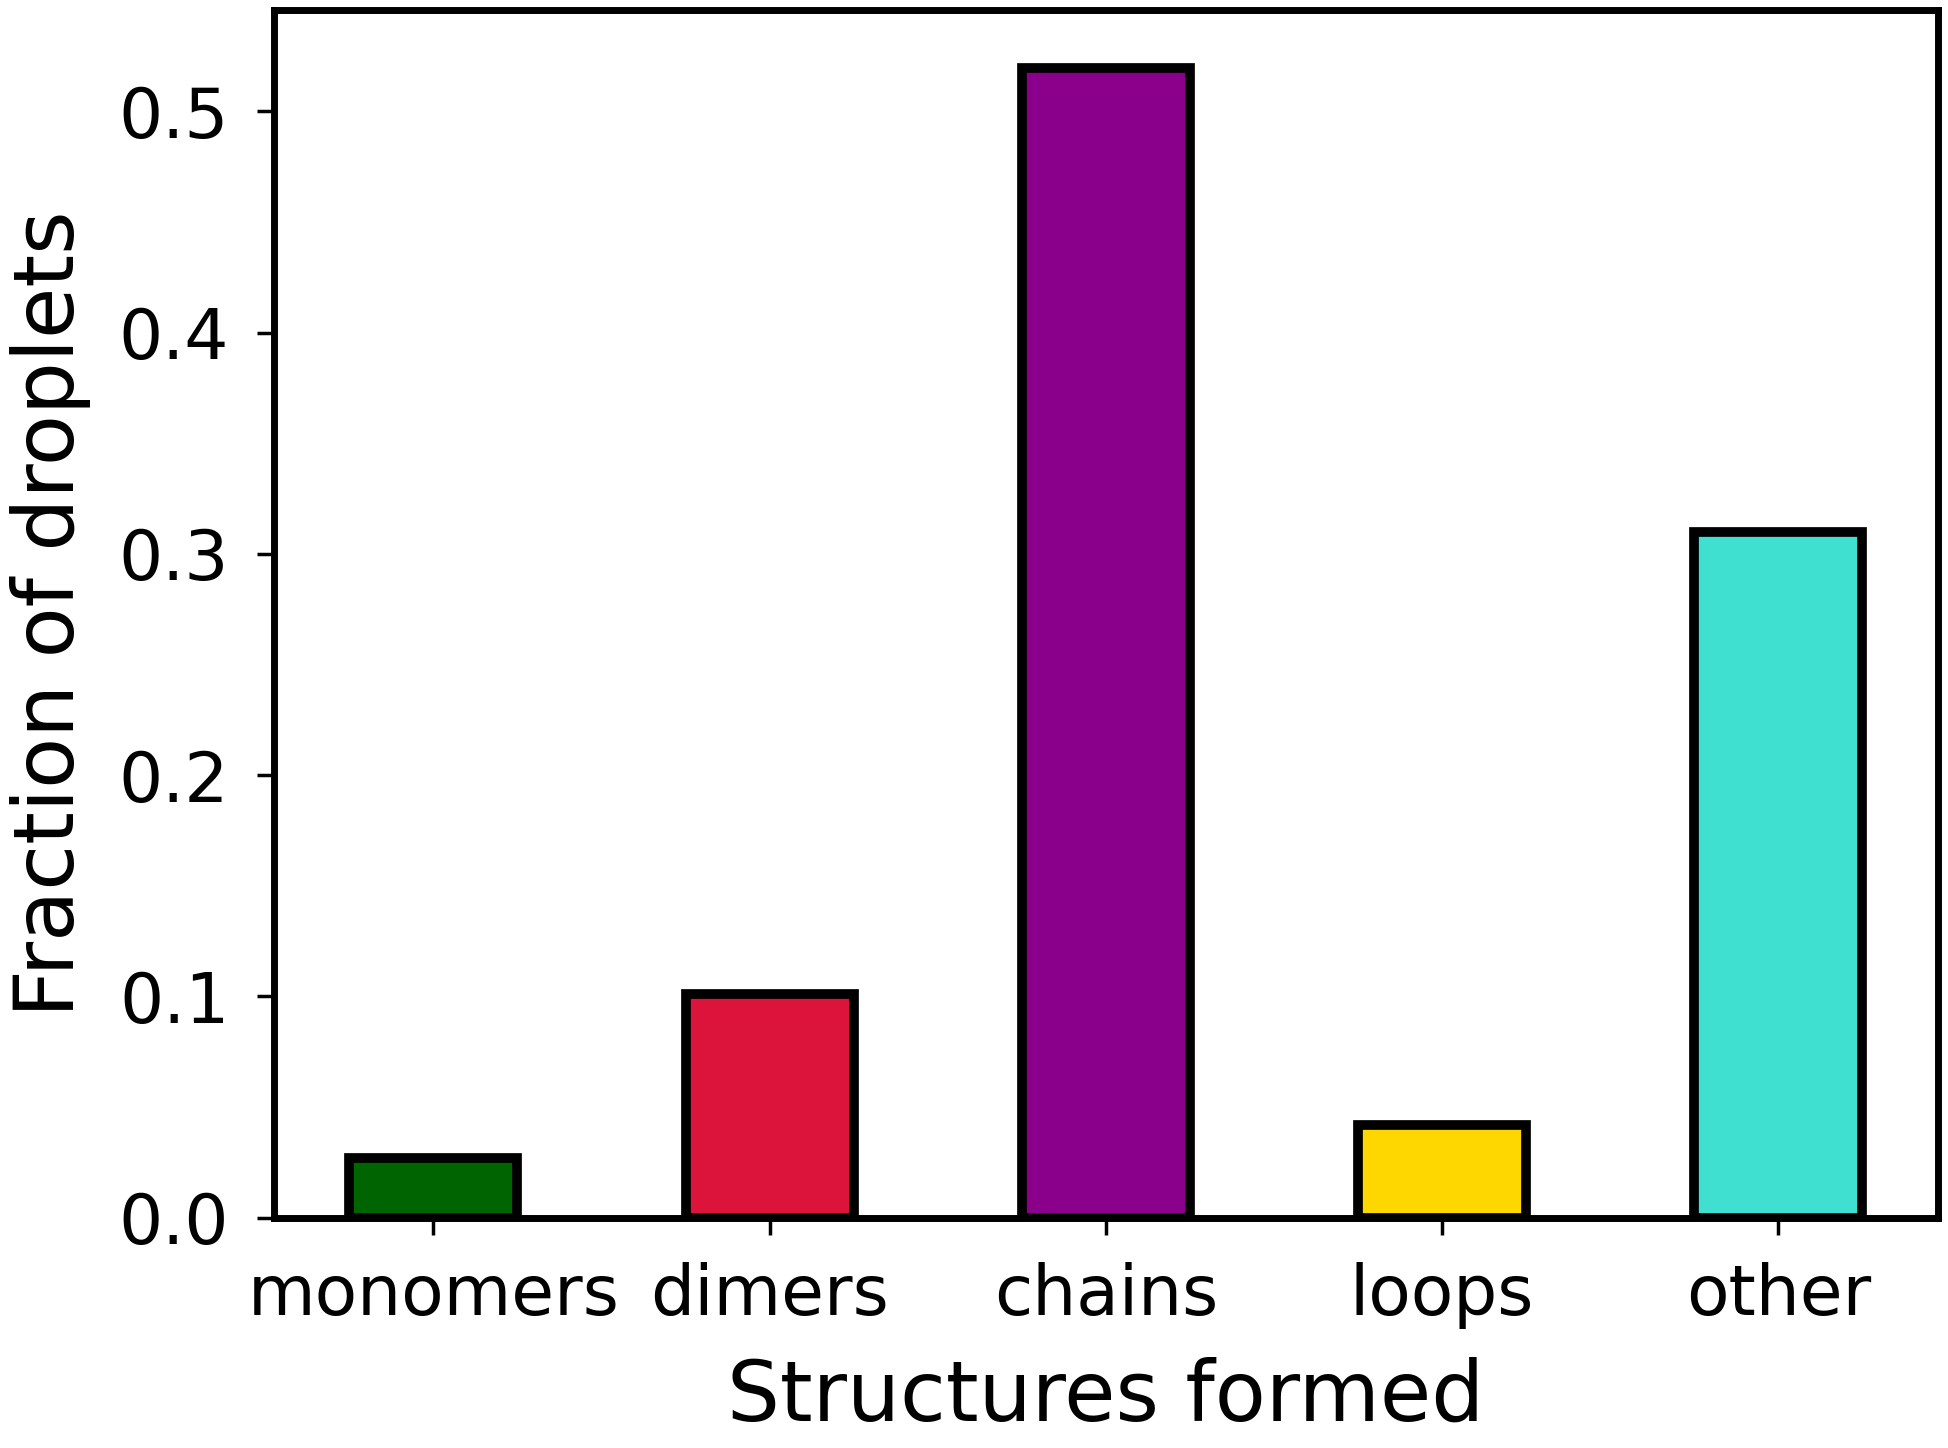 Fraction of droplets
0.5
0.4
0.3
0.2
0.1
0.0
monomers dimers chains loops other
Structures formed